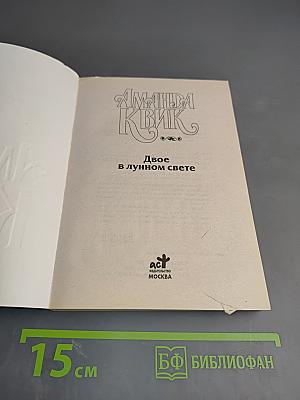 АМАНДА
КВИК
Двое
в лунном свете
аст
ИЗДАТЕЛЬСТВО
МОСКВА
15 см
БФ БИБЛИОФАН